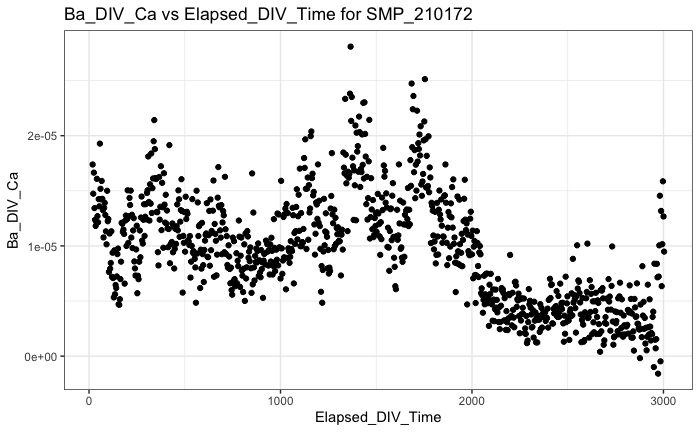 Ba_DIV_Ca vs Elapsed_DIV_Time for SMP_210172
2e-05
1e-05
0e+00
Ba_DIV_Ca
0
1000
2000
3000
Elapsed_DIV_Time